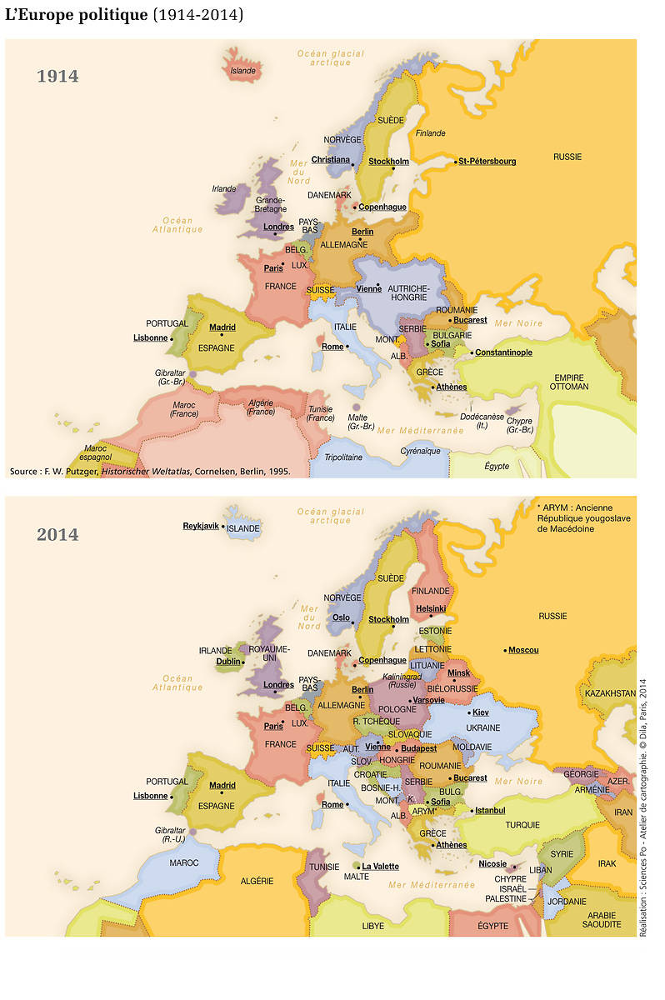 L'Europe politique (1914-2014)
1914
Océan glacial
arctique
Islande
SUÈDE
Finlande
NORVÈGE
Christiana
Stockholm
St-Pétersbourg
RUSSIE
Mer
du
Nord
Irlande
Grande-
Bretagne
DANEMARK
Copenhague
Océan
Atlantique
Londres
PAYS-
BAS
Berlin
ALLEMAGNE
BELG.
Paris
LUX.
FRANCE
SUISSE
Vienne
AUTRICHE-
HONGRIE
ROUMANIE
Bucarest
Mer Noire
PORTUGAL
Lisbonne
Madrid
ESPAGNE
ITALIE
Rome
SERBIE
MONT.
BULGARIE
Sofia
ALB.
Constantinople
GRÈCE
Athènes
EMPIRE
OTTOMAN
Gibraltar
(Gr.-Br.)
Maroc
(France)
Algérie
(France)
Tunisie
(France)
Malte
(Gr.-Br.)
Dodécanèse
(It.)
Chypre
(Gr.-Br.)
Mer Méditerranée
Maroc
espagnol
Tripolitaine
Cyrénaïque
Égypte
Source : F. W. Putzger, Historischer Weltatlas, Cornelsen, Berlin, 1995.
2014
Océan glacial
arctique
* ARYM : Ancienne
République yougoslave
de Macédoine
Reykjavik
ISLANDE
SUÈDE
FINLANDE
NORVÈGE
Helsinki
Oslo
Stockholm
RUSSIE
Mer
du
Nord
ESTONIE
LETTONIE
Moscou
IRLANDE
Dublin
ROYAUME-
UNI
DANEMARK
Copenhague
LITUANIE
Kaliningrad
(Russie)
Minsk
BIÉLORUSSIE
Océan
Atlantique
Londres
PAYS-
BAS
Berlin
ALLEMAGNE
Varsovie
POLOGNE
KAZAKHSTAN
BELG.
Paris
LUX.
R. TCHÈQUE
Kiev
UKRAINE
FRANCE
SLOVAQUIE
SUISSE
AUT.
Vienne
Budapest
MOLDAVIE
SLOV.
HONGRIE
ROUMANIE
CROATIE
BOSNIE-H.
SERBIE
Bucarest
Mer Noire
GÉORGIE
AZER.
ARMÉNIE
PORTUGAL
Lisbonne
Madrid
ESPAGNE
ITALIE
Rome
MONT.
K.
BULG.
Sofia
ALB.
ARYM*
Istanbul
IRAN
TURQUIE
GRÈCE
Athènes
Gibraltar
(R.-U.)
MAROC
ALGÉRIE
TUNISIE
La Valette
MALTE
Mer Méditerranée
Nicosie
CHYPRE
SYRIE
LIBAN
ISRAËL
PALESTINE
IRAK
JORDANIE
LIBYE
ÉGYPTE
ARABIE
SAOUDITE
Réalisation : Sciences Po - Atelier de cartographie. © Dila, Paris, 2014